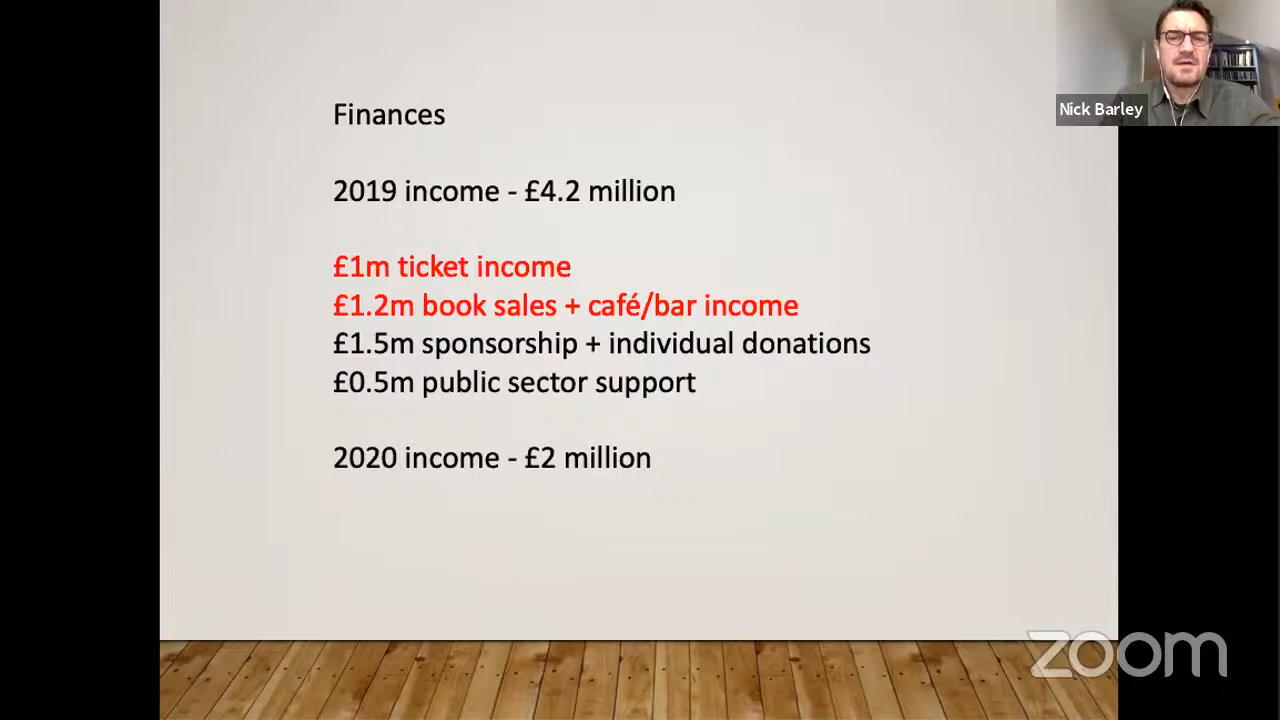 Nick Barley
Finances
2019 income - £4.2 million
£1m ticket income
£1.2m book sales + café/bar income
£1.5m sponsorship + individual donations
£0.5m public sector support
2020 income - £2 million
zoom